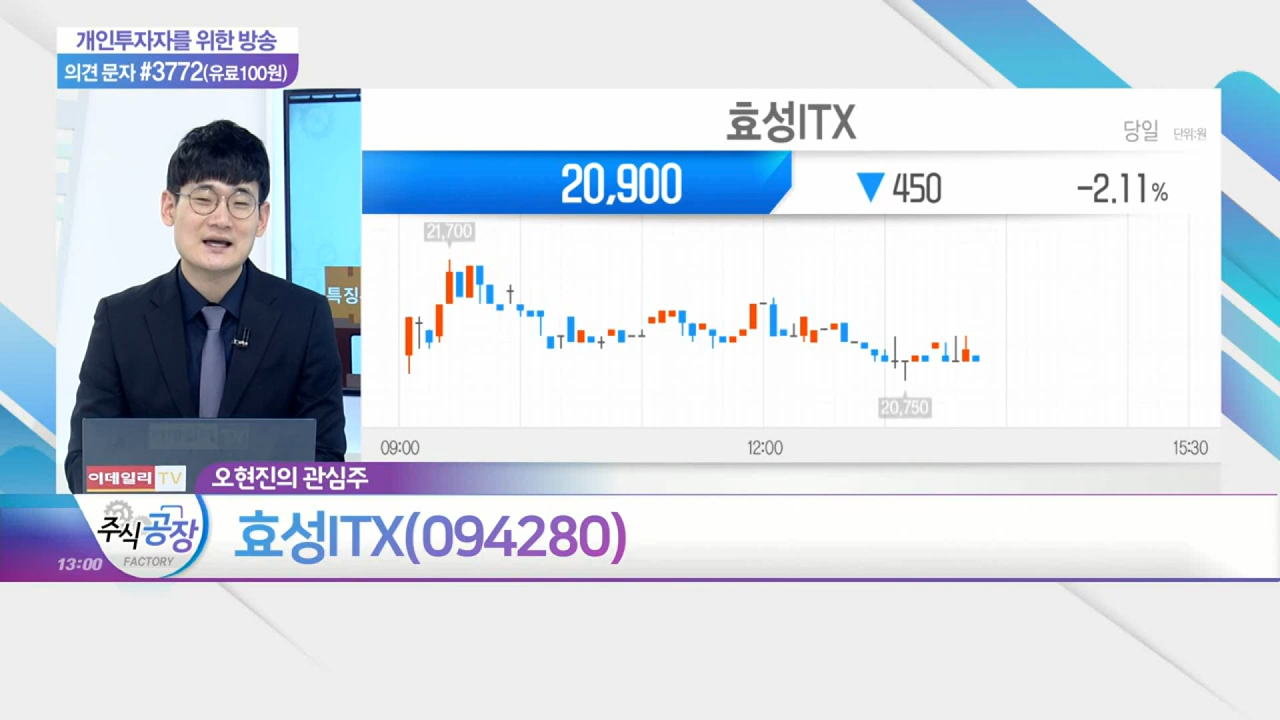 개인투자자를 위한 방송
의견 문자 #3772(유료100원)
효성ITX
당일 단위:원
20,900 ▼ 450 -2.11%
21,700
특징
20,750
09:00 12:00 15:30
이데일리 TV
오현진의 관심주
주식공장
FACTORY
13:00
효성ITX(094280)